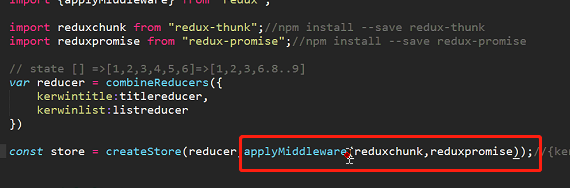 import {applyMiddleware} from "redux";
import reduxchunk from "redux-thunk";//npm install --save redux-thunk
import reduxpromise from "redux-promise";//npm install --save redux-promise
// state [] =>[1,2,3,4,5,6]=>[1,2,3,6.8..9]
var reducer = combineReducers({
kerwintitle:titlereducer,
kerwinlist:listreducer
})
const store = createStore(reducer,applyMiddleware(reduxchunk,reduxpromise));//{ke